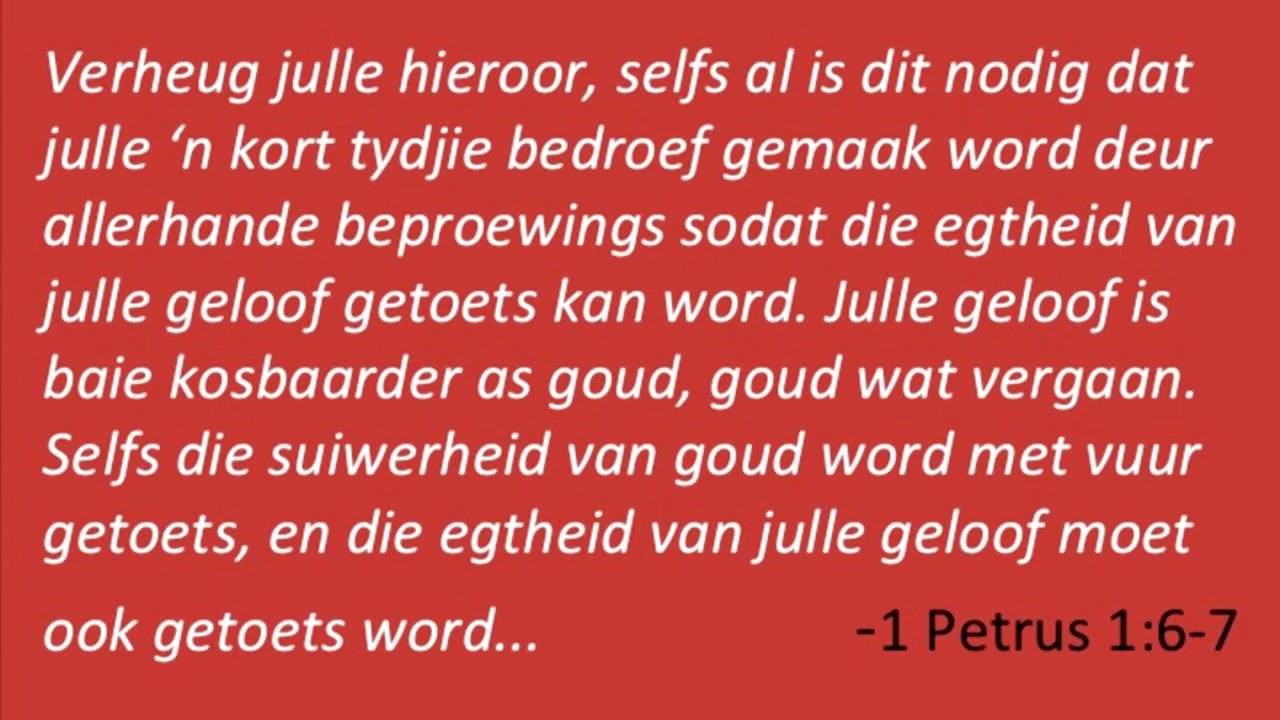 Verheug julle hieroor, selfs al is dit nodig dat
julle ‘n kort tydjie bedroef gemaak word deur
allerhande beproewings sodat die egtheid van
julle geloof getoets kan word. Julle geloof is
baie kosbaarder as goud, goud wat vergaan.
Selfs die suiwerheid van goud word met vuur
getoets, en die egtheid van julle geloof moet
ook getoets word... -1 Petrus 1:6-7